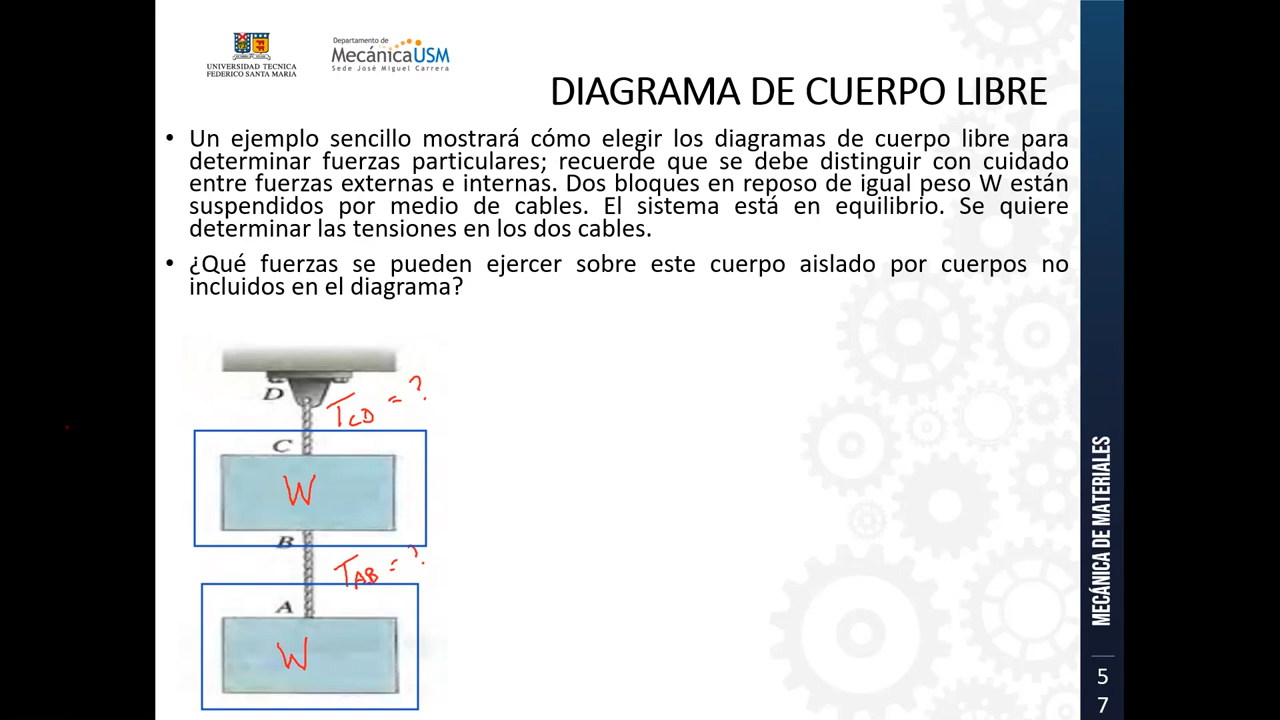 UNIVERSIDAD TECNICA
FEDERICO SANTA MARIA
Departamento de
MecánicaUSM
Sede José Miguel Carrera
DIAGRAMA DE CUERPO LIBRE
• Un ejemplo sencillo mostrará cómo elegir los diagramas de cuerpo libre para
determinar fuerzas particulares; recuerde que se debe distinguir con cuidado
entre fuerzas externas e internas. Dos bloques en reposo de igual peso W están
suspendidos por medio de cables. El sistema está en equilibrio. Se quiere
determinar las tensiones en los dos cables.
• ¿Qué fuerzas se pueden ejercer sobre este cuerpo aislado por cuerpos no
incluidos en el diagrama?
D
TCD = ?
C
W
B
TAB = ?
A
W
MECÁNICA DE MATERIALES
5
7